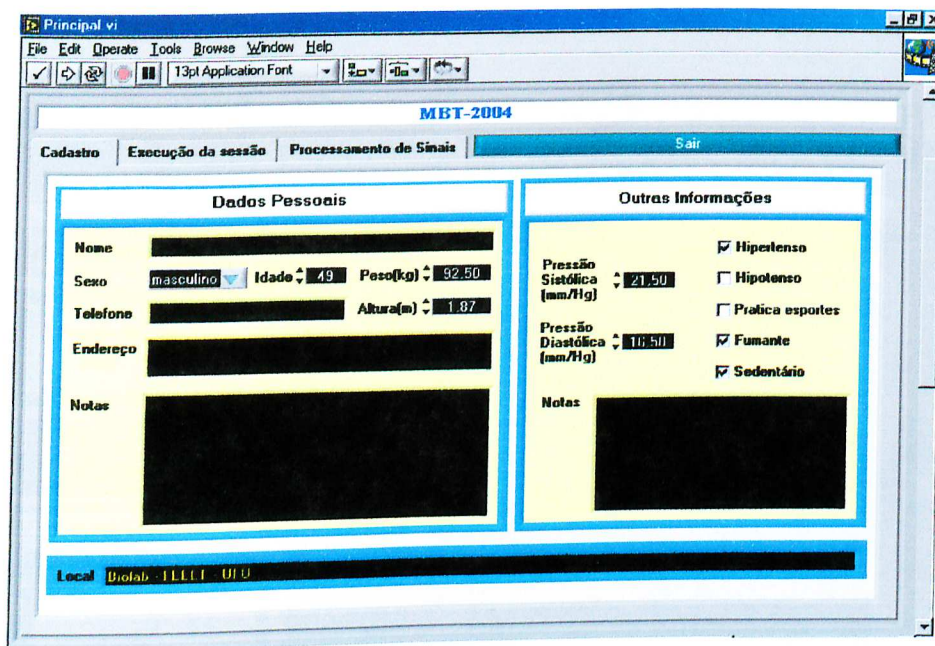 Principal vi
File Edit Operate Tools Browse Window Help
13pt Application Font
MBT-2004
Cadastro Execução da sessão Processamento de Sinais Sair
Dados Pessoais
Nome
Sexo masculino Idade 49 Peso(kg) 92.50
Telefone Altura(m) 1.87
Endereço
Notas
Outras Informações
Pressão
Sistólica
(mm/Hg)
21.50
Pressão
Diastólica
(mm/Hg)
16.50
Hipertenso
Hipotenso
Pratica esportes
Fumante
Sedentário
Notas
Local Biolab - FEELT - UFU